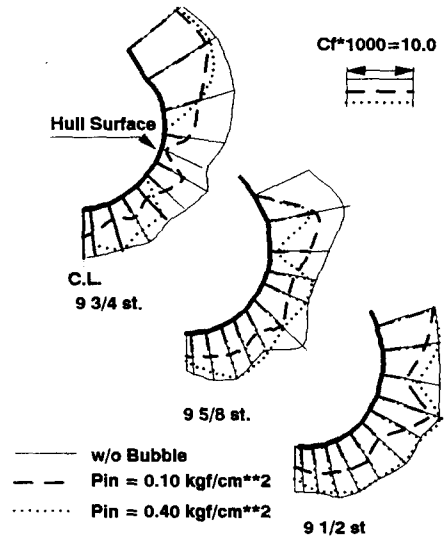 Cf*1000=10.0
Hull Surface
C.L.
9 3/4 st.
9 5/8 st.
9 1/2 st
w/o Bubble
Pin = 0.10 kgf/cm**2
Pin = 0.40 kgf/cm**2